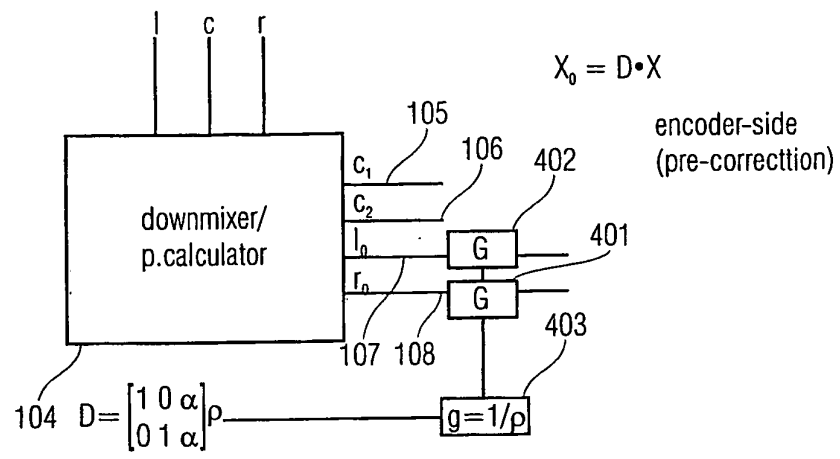 l c r
X₀ = D•X
105
encoder-side
106
(pre-correcttion)
402
c₁
c₂
downmixer/
p.calculator
l₀
G
401
r₀
G
107
108
403
104
D= [1 0 α
0 1 α] ρ
g=1/ρ